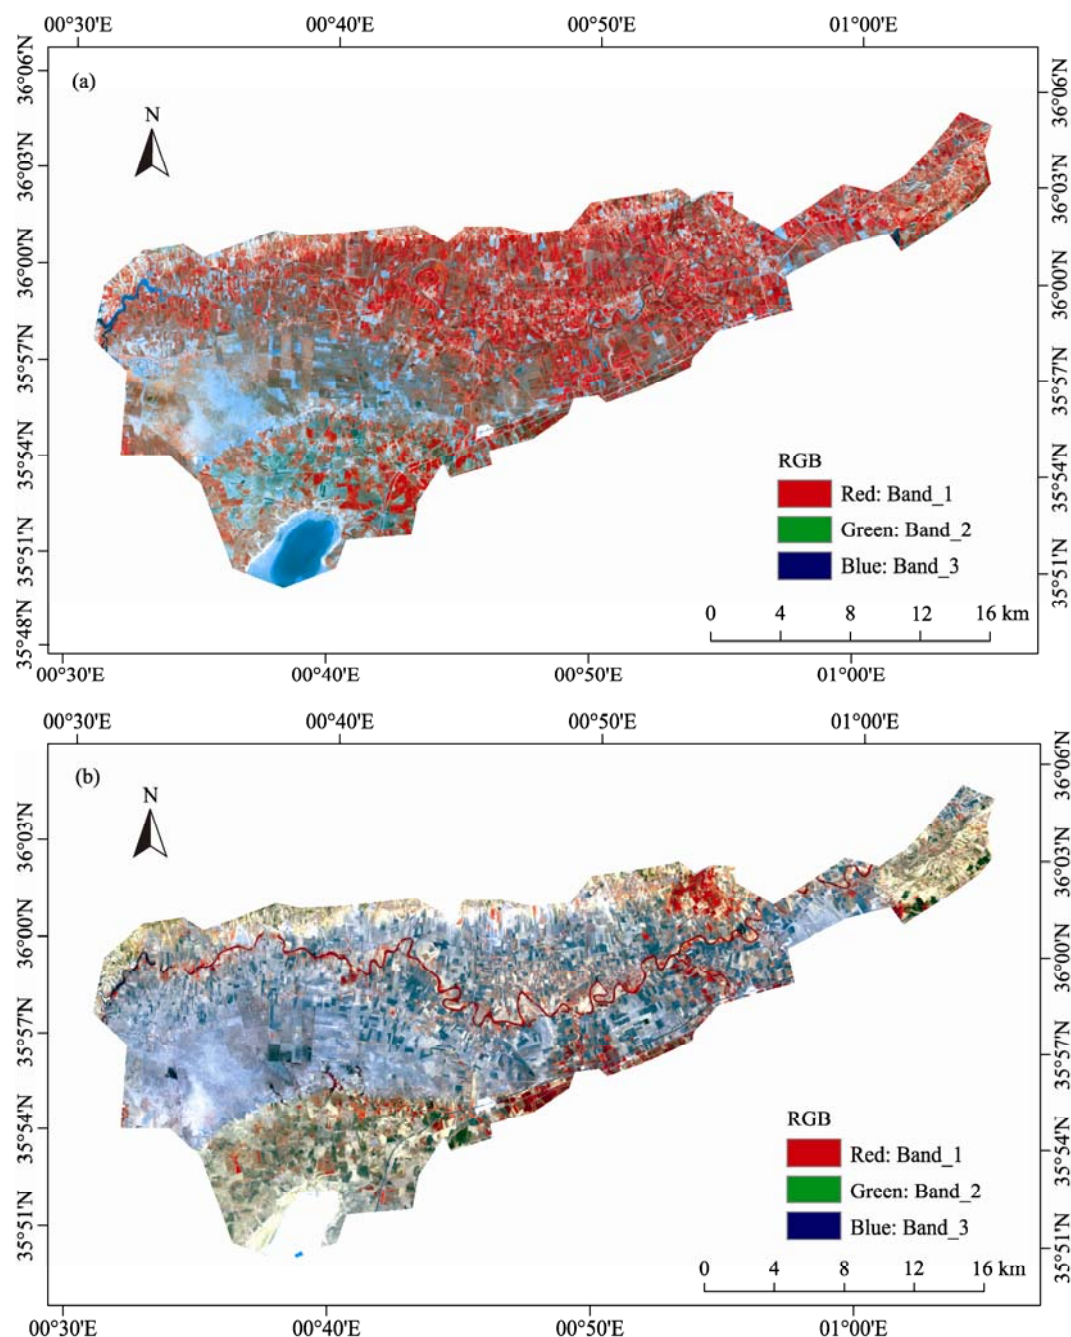 00°30'E 00°40'E 00°50'E 01°00'E
(a)
N
36°06'N
36°03'N
36°00'N
35°57'N
35°54'N
35°51'N
35°48'N
36°06'N
36°03'N
36°00'N
35°57'N
35°54'N
35°51'N
RGB
Red: Band_1
Green: Band_2
Blue: Band_3
0 4 8 12 16 km
00°30'E 00°40'E 00°50'E 01°00'E
00°30'E 00°40'E 00°50'E 01°00'E
(b)
N
36°03'N
36°00'N
35°57'N
35°54'N
35°51'N
36°06'N
36°03'N
36°00'N
35°57'N
35°54'N
35°51'N
RGB
Red: Band_1
Green: Band_2
Blue: Band_3
0 4 8 12 16 km
00°30'E 00°40'E 00°50'E 01°00'E